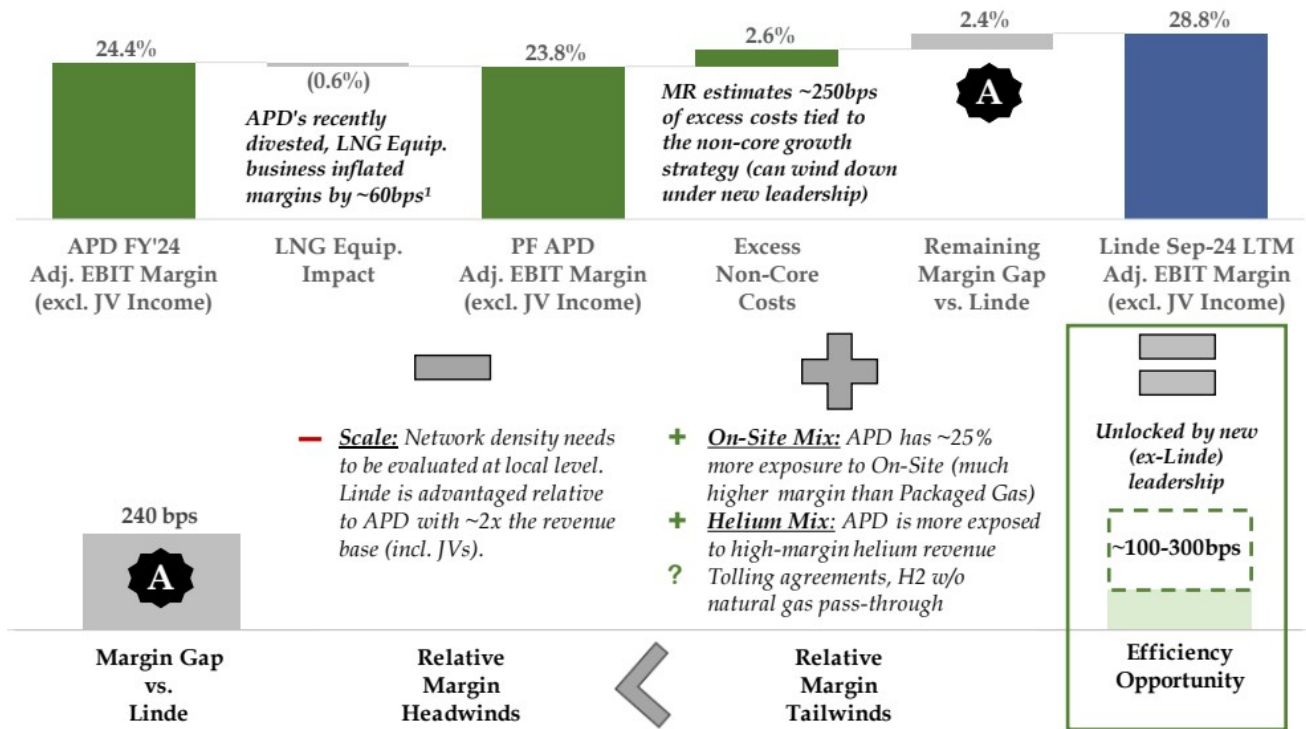 24.4%
(0.6%)
23.8%
2.6%
2.4%
28.8%
APD's recently
divested, LNG Equip.
business inflated
margins by ~60bps¹
MR estimates ~250bps
of excess costs tied to
the non-core growth
strategy (can wind down
under new leadership)
A
APD FY'24
Adj. EBIT Margin
(excl. JV Income)
LNG Equip.
Impact
PF APD
Adj. EBIT Margin
(excl. JV Income)
Excess
Non-Core
Costs
Remaining
Margin Gap
vs. Linde
Linde Sep-24 LTM
Adj. EBIT Margin
(excl. JV Income)
240 bps
A
— Scale: Network density needs
to be evaluated at local level.
Linde is advantaged relative
to APD with ~2x the revenue
base (incl. JVs).
+ On-Site Mix: APD has ~25%
more exposure to On-Site (much
higher margin than Packaged Gas)
+ Helium Mix: APD is more exposed
to high-margin helium revenue
? Tolling agreements, H2 w/o
natural gas pass-through
Unlocked by new
(ex-Linde)
leadership
~100-300bps
Margin Gap
vs.
Linde
Relative
Margin
Headwinds
Relative
Margin
Tailwinds
Efficiency
Opportunity